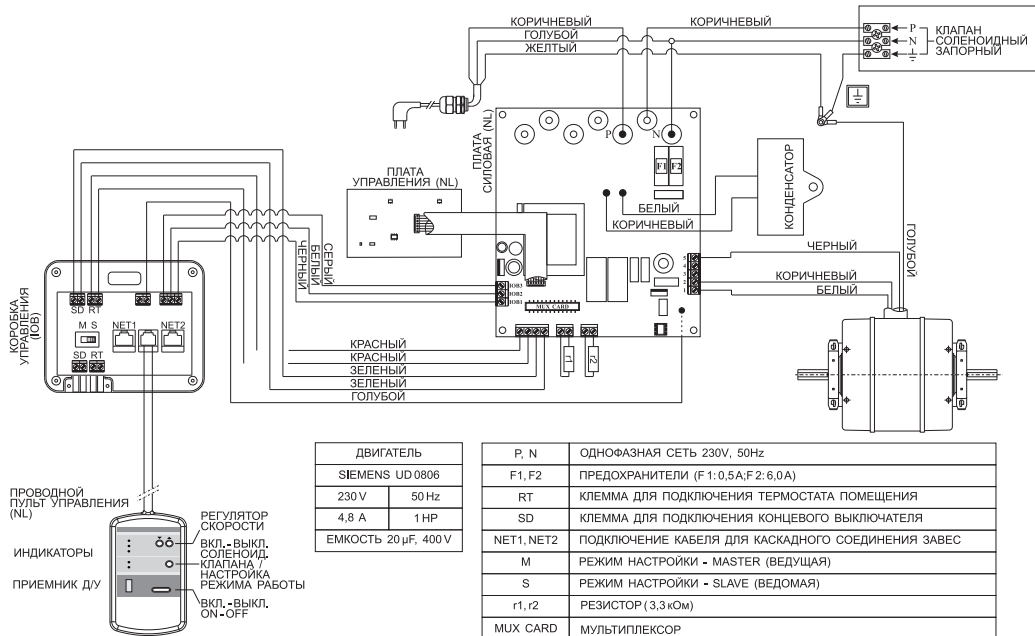 КОРИЧНЕВЫЙ
ГОЛУБОЙ
ЖЕЛТЫЙ
КОРИЧНЕВЫЙ
P
N
КЛАПАН
СОЛЕНОИДНЫЙ
ЗАПОРНЫЙ
ПЛАТА
СИЛОВАЯ (NL)
P
N
F1
F2
ПЛАТА
УПРАВЛЕНИЯ (NL)
БЕЛЫЙ
КОРИЧНЕВЫЙ
КОНДЕНСАТОР
ГОЛУБОЙ
СЕРЫЙ
БЕЛЫЙ
ЧЕРНЫЙ
IOB3
IOB2
IOB1
MUX CARD
5
4
3
2
1
ЧЕРНЫЙ
КОРИЧНЕВЫЙ
БЕЛЫЙ
r1
r2
КОРОБКА
УПРАВЛЕНИЯ
(IOB)
SD RT
M S
NET1
NET2
SD RT
КРАСНЫЙ
КРАСНЫЙ
ЗЕЛЕНЫЙ
ЗЕЛЕНЫЙ
ГОЛУБОЙ
ПРОВОДНОЙ
ПУЛЬТ УПРАВЛЕНИЯ
(NL)
ИНДИКАТОРЫ
ПРИЕМНИК Д/У
РЕГУЛЯТОР
СКОРОСТИ
ВКЛ.-ВЫКЛ.
СОЛЕНОИД.
КЛАПАНА /
НАСТРОЙКА
РЕЖИМА РАБОТЫ
ВКЛ.-ВЫКЛ.
ON-OFF
ДВИГАТЕЛЬ
SIEMENS UD 0806
230 V 50 Hz
4,8 A 1 HP
ЕМКОСТЬ 20 µF, 400 V
P, N ОДНОФАЗНАЯ СЕТЬ 230V, 50Hz
F1, F2 ПРЕДОХРАНИТЕЛИ (F1: 0,5A; F2: 6,0A)
RT КЛЕММА ДЛЯ ПОДКЛЮЧЕНИЯ ТЕРМОСТАТА ПОМЕЩЕНИЯ
SD КЛЕММА ДЛЯ ПОДКЛЮЧЕНИЯ КОНЦЕВОГО ВЫКЛЮЧАТЕЛЯ
NET1, NET2 ПОДКЛЮЧЕНИЕ КАБЕЛЯ ДЛЯ КАСКАДНОГО СОЕДИНЕНИЯ ЗАВЕС
M РЕЖИМ НАСТРОЙКИ - MASTER (ВЕДУЩАЯ)
S РЕЖИМ НАСТРОЙКИ - SLAVE (ВЕДОМАЯ)
r1, r2 РЕЗИСТОР (3,3 кОм)
MUX CARD МУЛЬТИПЛЕКСОР